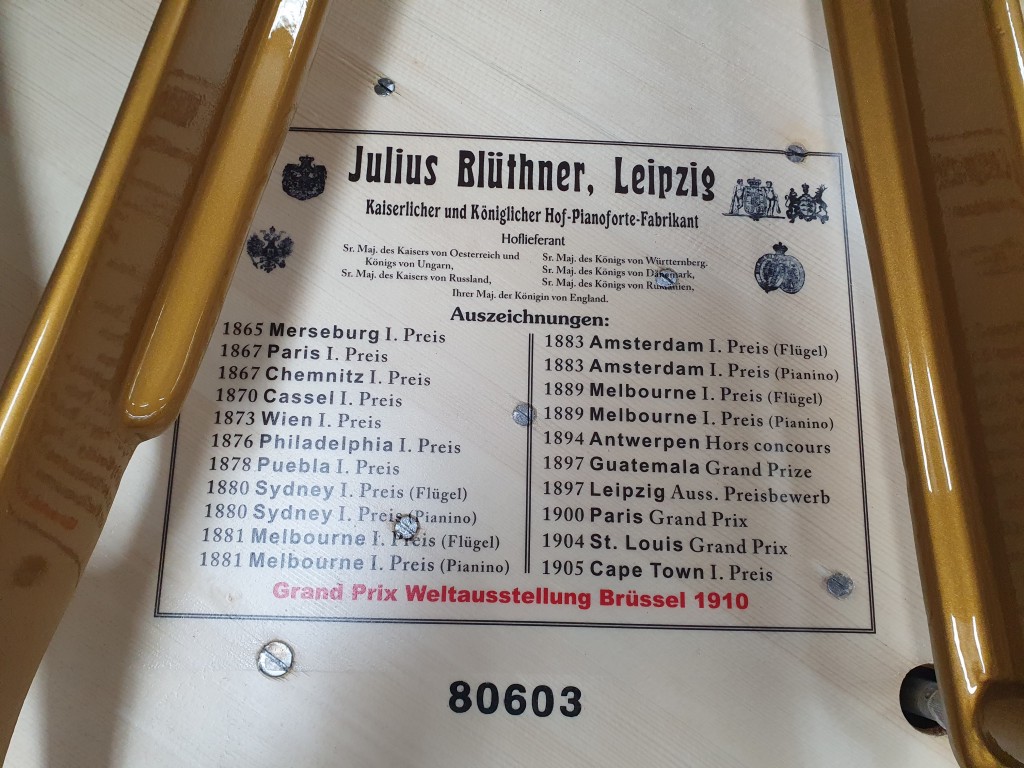 Julius Blüthner, Leipzig
Kaiserlicher und Königlicher Hof-Pianoforte-Fabrikant
Hoflieferant
Sr. Maj. des Kaisers von Oesterreich und
Königs von Ungarn,
Sr. Maj. des Kaisers von Russland,
Sr. Maj. des Königs von Württernberg.
Sr. Maj. des Königs von Dänemark,
Sr. Maj. des Königs von Rumänien,
Ihrer Maj. der Königin von England.
Auszeichnungen:
1865 Merseburg I. Preis
1867 Paris I. Preis
1867 Chemnitz I. Preis
1870 Cassel I. Preis
1873 Wien I. Preis
1876 Philadelphia I. Preis
1878 Puebla I. Preis
1880 Sydney I. Preis (Flügel)
1880 Sydney I. Preis (Pianino)
1881 Melbourne I. Preis (Flügel)
1881 Melbourne I. Preis (Pianino)
1883 Amsterdam I. Preis (Flügel)
1883 Amsterdam I. Preis (Pianino)
1889 Melbourne I. Preis (Flügel)
1889 Melbourne I. Preis (Pianino)
1894 Antwerpen Hors concours
1897 Guatemala Grand Prize
1897 Leipzig Auss. Preisbewerb
1900 Paris Grand Prix
1904 St. Louis Grand Prix
1905 Cape Town I. Preis
Grand Prix Weltausstellung Brüssel 1910
80603